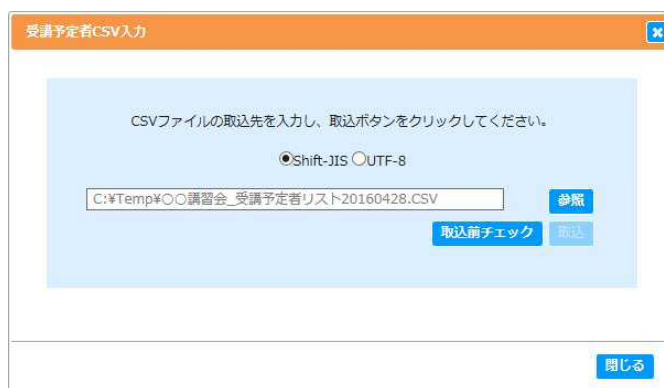 受講予定者CSV入力
CSVファイルの取込先を入力し、取込ボタンをクリックしてください。
Shift-JIS UTF-8
C:¥Temp¥〇〇講習会_受講予定者リスト20160428.CSV 参照
取込前チェック 取込
閉じる